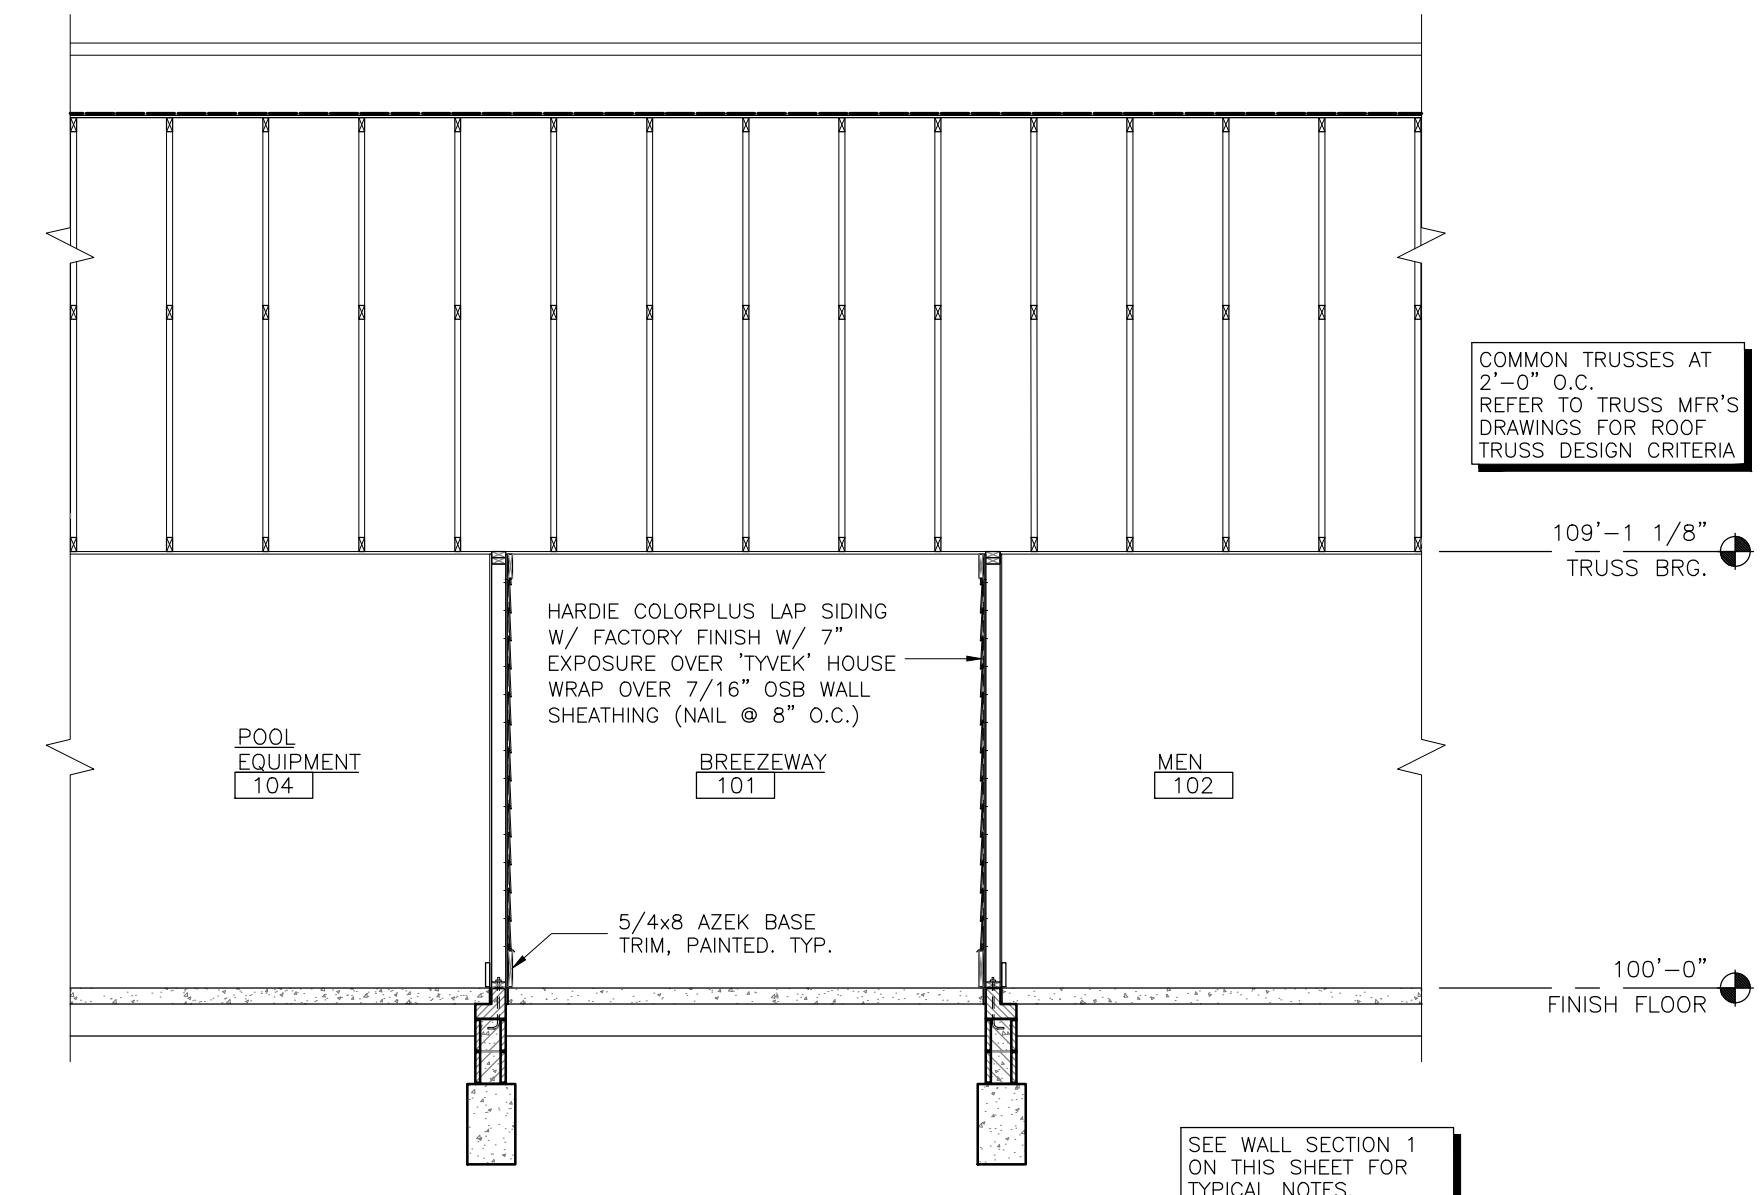 COMMON TRUSSES AT
2'-0" O.C.
REFER TO TRUSS MFR'S
DRAWINGS FOR ROOF
TRUSS DESIGN CRITERIA
109'-1 1/8"
TRUSS BRG.
HARDIE COLORPLUS LAP SIDING
W/ FACTORY FINISH W/ 7"
EXPOSURE OVER 'TYVEK' HOUSE
WRAP OVER 7/16" OSB WALL
SHEATHING (NAIL @ 8" O.C.)
POOL
EQUIPMENT
104
BREEZEWAY
101
MEN
102
5/4x8 AZEK BASE
TRIM, PAINTED. TYP.
100'-0"
FINISH FLOOR
SEE WALL SECTION 1
ON THIS SHEET FOR
TYPICAL NOTES